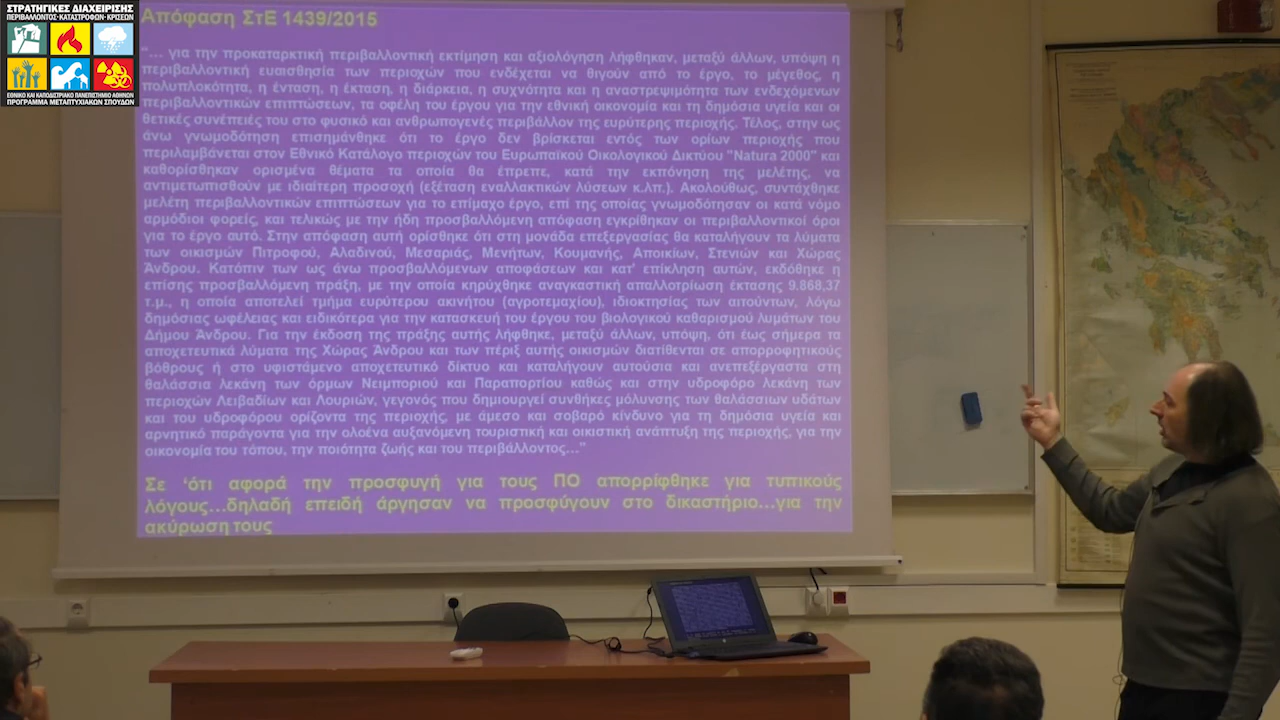 ΣΤΡΑΤΗΓΙΚΕΣ ΔΙΑΧΕΙΡΙΣΗΣ
ΠΕΡΙΒΑΛΛΟΝΤΟΣ·ΚΑΤΑΣΤΡΟΦΩΝ·ΚΡΙΣΕΩΝ
ΕΘΝΙΚΟ ΚΑΙ ΚΑΠΟΔΙΣΤΡΙΑΚΟ ΠΑΝΕΠΙΣΤΗΜΙΟ ΑΘΗΝΩΝ
ΠΡΟΓΡΑΜΜΑ ΜΕΤΑΠΤΥΧΙΑΚΩΝ ΣΠΟΥΔΩΝ
Απόφαση ΣτΕ 1439/2015
"... για την προκαταρκτική περιβαλλοντική εκτίμηση και αξιολόγηση λήφθηκαν, μεταξύ άλλων, υπόψη η
περιβαλλοντική ευαισθησία των περιοχών που ενδέχεται να θιγούν από το έργο, το μέγεθος, η
πολυπλοκότητα, η ένταση, η έκταση, η διάρκεια, η συχνότητα και η αναστρεψιμότητα των ενδεχόμενων
περιβαλλοντικών επιπτώσεων, τα οφέλη του έργου για την εθνική οικονομία και τη δημόσια υγεία και οι
θετικές συνέπειές του στο φυσικό και ανθρωπογενές περιβάλλον της ευρύτερης περιοχής. Τέλος, στην ως
άνω γνωμοδότηση επισημάνθηκε ότι το έργο δεν βρίσκεται εντός των ορίων περιοχής που
περιλαμβάνεται στον Εθνικό Κατάλογο περιοχών του Ευρωπαϊκού Οικολογικού Δικτύου "Natura 2000" και
καθορίσθηκαν ορισμένα θέματα τα οποία θα έπρεπε, κατά την εκπόνηση της μελέτης, να
αντιμετωπισθούν με ιδιαίτερη προσοχή (εξέταση εναλλακτικών λύσεων κ.λπ.). Ακολούθως, συντάχθηκε
μελέτη περιβαλλοντικών επιπτώσεων για το επίμαχο έργο, επί της οποίας γνωμοδότησαν οι κατά νόμο
αρμόδιοι φορείς, και τελικώς με την ήδη προσβαλλόμενη απόφαση εγκρίθηκαν οι περιβαλλοντικοί όροι
για το έργο αυτό. Στην απόφαση αυτή ορίσθηκε ότι στη μονάδα επεξεργασίας θα καταλήγουν τα λύματα
των οικισμών Πιτροφού, Αλαδινού, Μεσαριάς, Μενήτων, Κουμανής, Αποικίων, Στενιών και Χώρας
Άνδρου. Κατόπιν των ως άνω προσβαλλόμενων αποφάσεων και κατ' επίκληση αυτών, εκδόθηκε η
επίσης προσβαλλόμενη πράξη, με την οποία κηρύχθηκε αναγκαστική απαλλοτρίωση έκτασης 9.868,37
τ.μ., η οποία αποτελεί τμήμα ευρύτερου ακινήτου (αγροτεμαχίου), ιδιοκτησίας των αιτούντων, λόγω
δημόσιας ωφέλειας και ειδικότερα για την κατασκευή του έργου του βιολογικού καθαρισμού λυμάτων του
Δήμου Άνδρου. Για την έκδοση της πράξης αυτής λήφθηκε, μεταξύ άλλων, υπόψη, ότι έως σήμερα τα
αποχετευτικά λύματα της Χώρας Άνδρου και των πέριξ αυτής οικισμών διατίθενται σε απορροφητικούς
βόθρους ή στο υφιστάμενο αποχετευτικό δίκτυο και καταλήγουν αυτούσια και ανεπεξέργαστα στη
θαλάσσια λεκάνη των όρμων Νειμποριού και Παραπορτίου καθώς και στην υδροφόρο λεκάνη των
περιοχών Λειβαδίων και Λουριών, γεγονός που δημιουργεί συνθήκες μόλυνσης των θαλάσσιων υδάτων
και του υδροφόρου ορίζοντα της περιοχής, με άμεσο και σοβαρό κίνδυνο για τη δημόσια υγεία και
αρνητικό παράγοντα για την ολοένα αυξανόμενη τουριστική και οικιστική ανάπτυξη της περιοχής, για την
οικονομία του τόπου, την ποιότητα ζωής και του περιβάλλοντος..."
Σε 'ότι αφορά την προσφυγή για τους ΠΟ απορρίφθηκε για τυπικούς
λόγους...δηλαδή επειδή άργησαν να προσφύγουν στο δικαστήριο...για την
ακύρωση τους